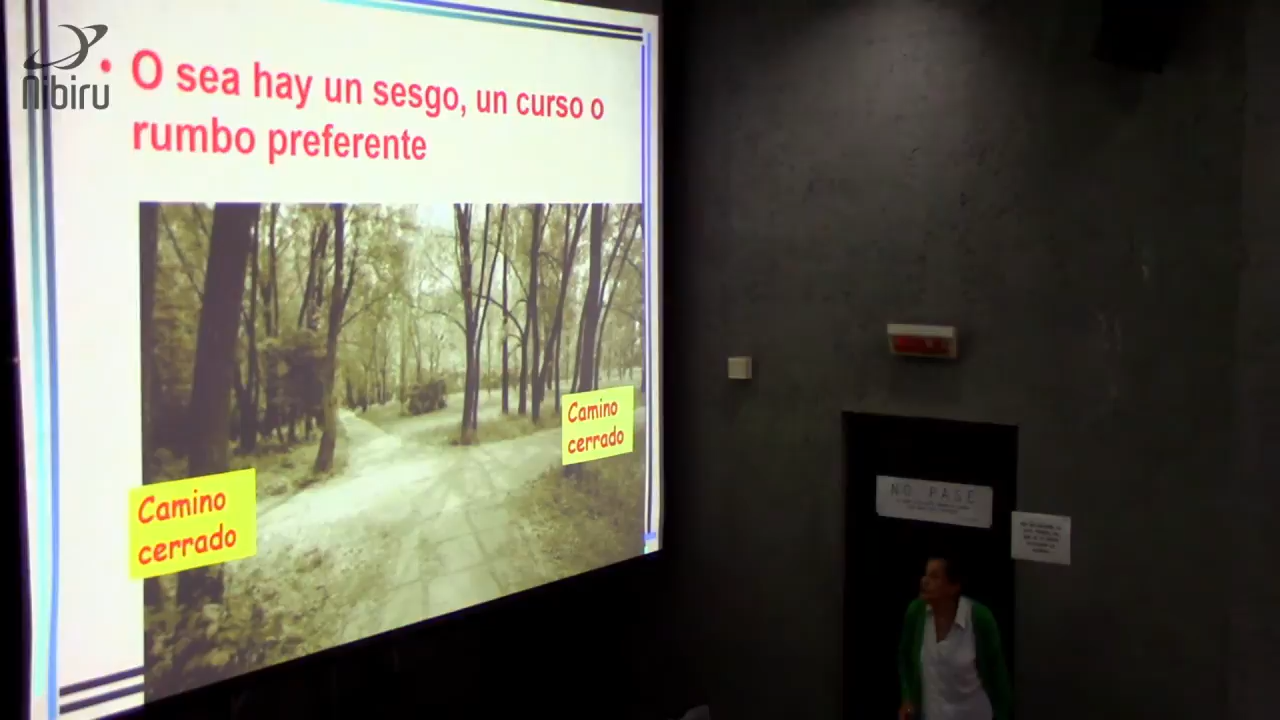 Nibiru
• O sea hay un sesgo, un curso o
rumbo preferente
Camino
cerrado
Camino
cerrado
NO PASE